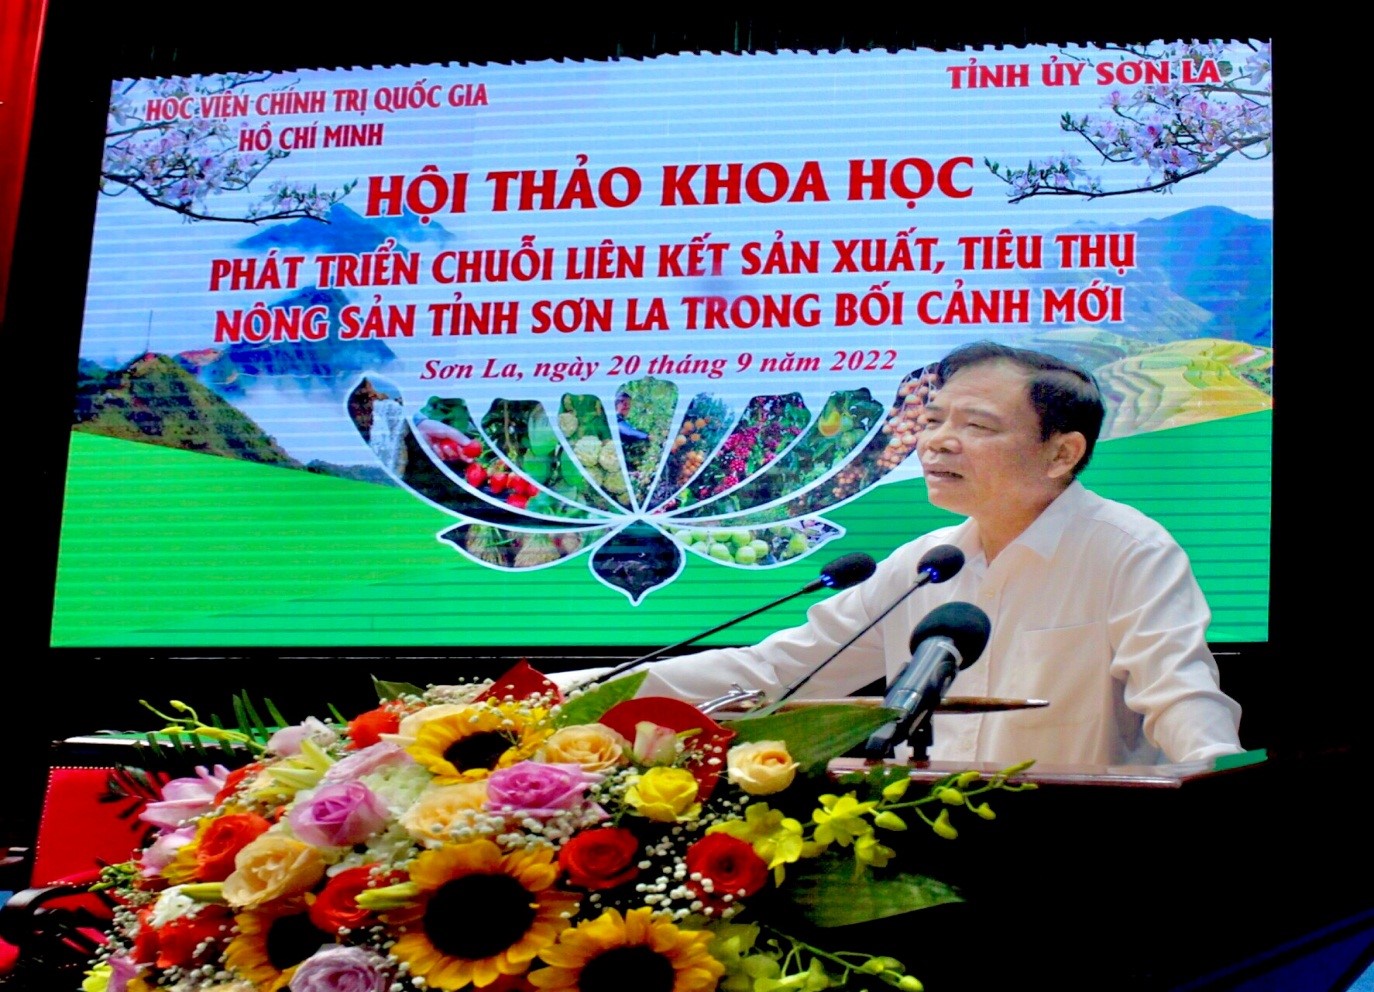 HỌC VIỆN CHÍNH TRỊ QUỐC GIA
HỒ CHÍ MINH
TỈNH ỦY SƠN LA
HỘI THẢO KHOA HỌC
PHÁT TRIỂN CHUỖI LIÊN KẾT SẢN XUẤT, TIÊU THỤ
NÔNG SẢN TỈNH SƠN LA TRONG BỐI CẢNH MỚI
Sơn La, ngày 20 tháng 9 năm 2022